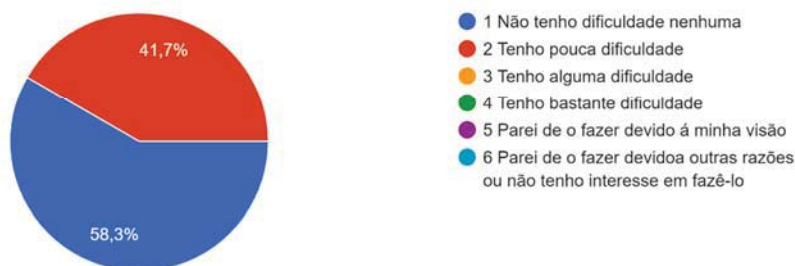 41,7%
58,3%
1 Não tenho dificuldade nenhuma
2 Tenho pouca dificuldade
3 Tenho alguma dificuldade
4 Tenho bastante dificuldade
5 Parei de o fazer devido á minha visão
6 Parei de o fazer devidoa outras razões
ou não tenho interesse em fazê-lo